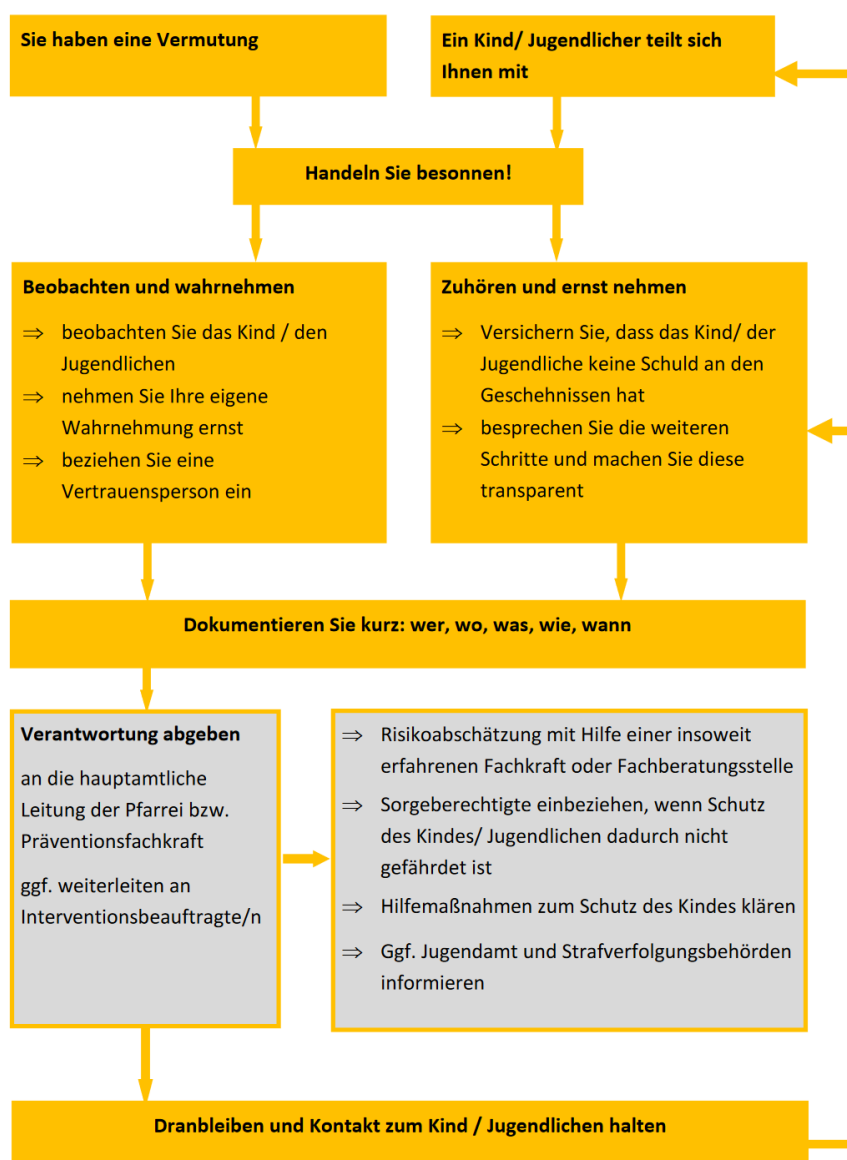 Sie haben eine Vermutung
Ein Kind/ Jugendlicher teilt sich
Ihnen mit
Handeln Sie besonnen!
Beobachten und wahrnehmen
⇒ beobachten Sie das Kind / den
Jugendlichen
⇒ nehmen Sie Ihre eigene
Wahrnehmung ernst
⇒ beziehen Sie eine
Vertrauensperson ein
Zuhören und ernst nehmen
⇒ Versichern Sie, dass das Kind/ der
Jugendliche keine Schuld an den
Geschehnissen hat
⇒ besprechen Sie die weiteren
Schritte und machen Sie diese
transparent
Dokumentieren Sie kurz: wer, wo, was, wie, wann
Verantwortung abgeben
an die hauptamtliche
Leitung der Pfarrei bzw.
Präventionsfachkraft
ggf. weiterleiten an
Interventionsbeauftragte/n
⇒ Risikoabschätzung mit Hilfe einer insoweit
erfahrenen Fachkraft oder Fachberatungsstelle
⇒ Sorgeberechtigte einbeziehen, wenn Schutz
des Kindes/ Jugendlichen dadurch nicht
gefährdet ist
⇒ Hilfemaßnahmen zum Schutz des Kindes klären
⇒ Ggf. Jugendamt und Strafverfolgungsbehörden
informieren
Dranbleiben und Kontakt zum Kind / Jugendlichen halten